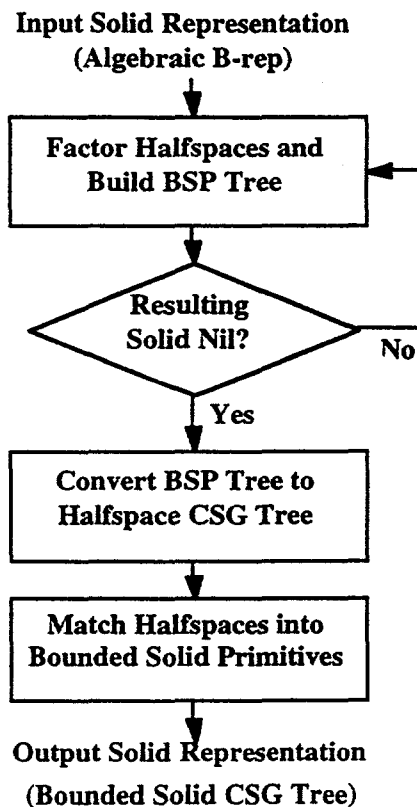 Input Solid Representation
(Algebraic B-rep)
Factor Halfspaces and
Build BSP Tree
Resulting
Solid Nil?
No
Yes
Convert BSP Tree to
Halfspace CSG Tree
Match Halfspaces into
Bounded Solid Primitives
Output Solid Representation
(Bounded Solid CSG Tree)